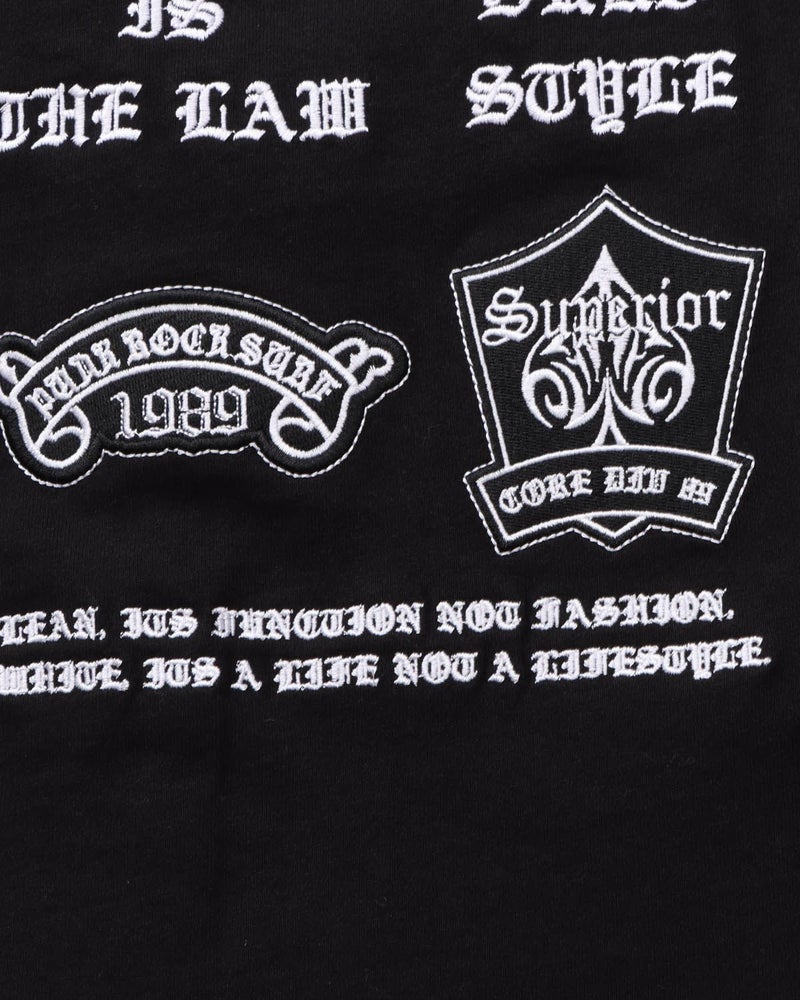 IS
THE LAW
STYLE
PUNK ROCK SURF
1989
Superior
CORE DIV 89
LEAN, ITS FUNCTION NOT FASHION.
WHITE, ITS A LIFE NOT A LIFESTYLE.